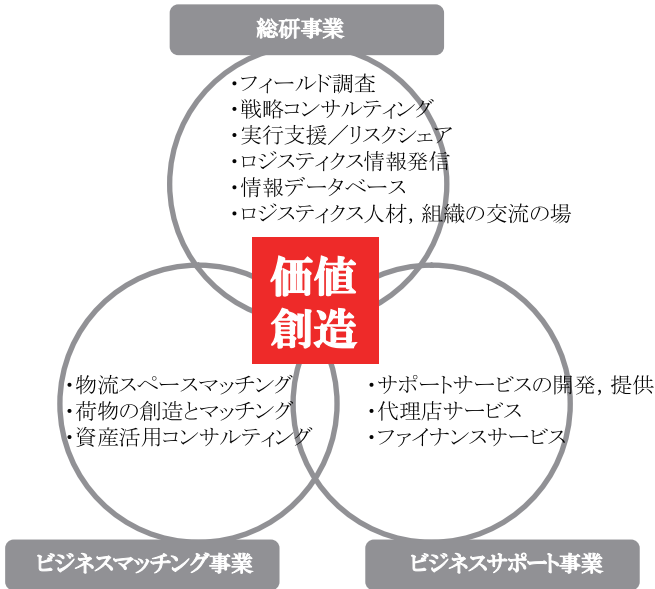 総研事業
・フィールド調査
・戦略コンサルティング
・実行支援／リスクシェア
・ロジスティクス情報発信
・情報データベース
・ロジスティクス人材, 組織の交流の場
価値
創造
・物流スペースマッチング
・荷物の創造とマッチング
・資産活用コンサルティング
・サポートサービスの開発, 提供
・代理店サービス
・ファイナンスサービス
ビジネスマッチング事業
ビジネスサポート事業